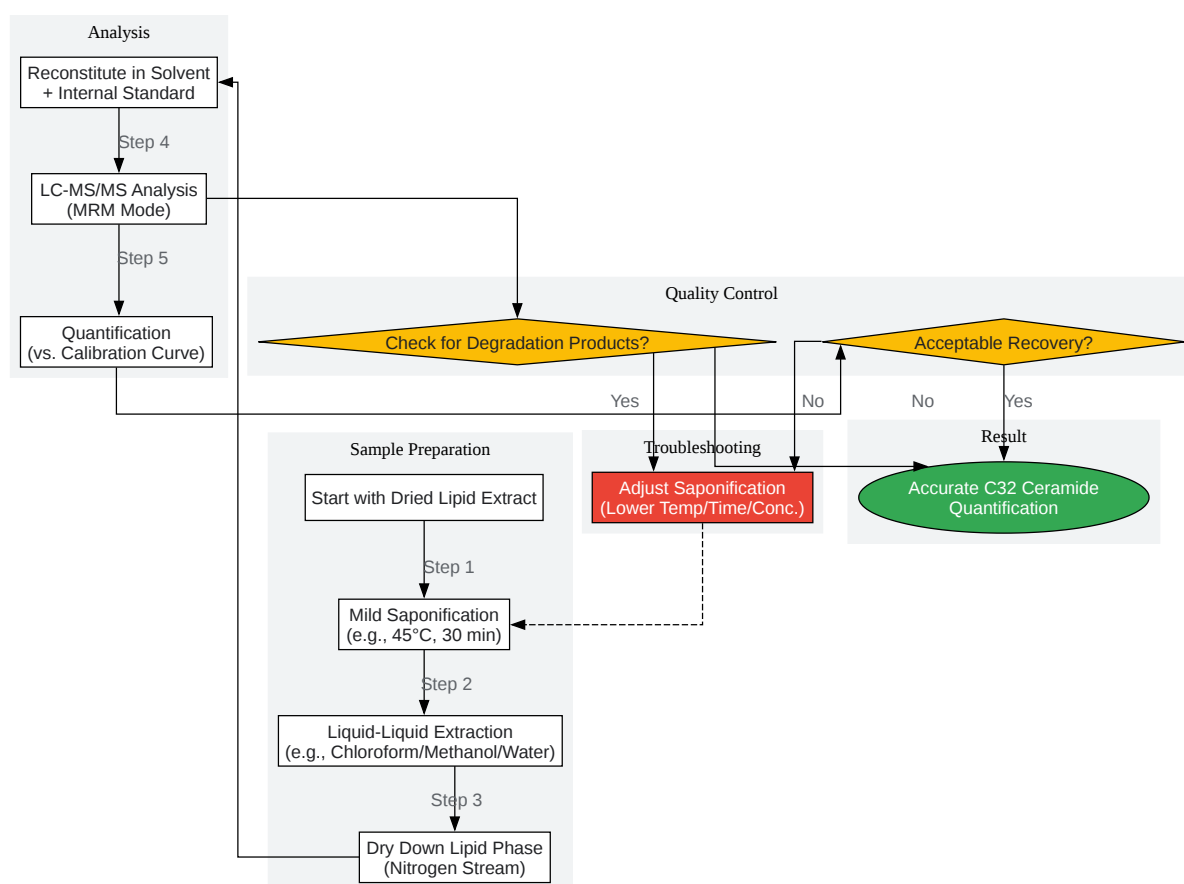 Analysis
Reconstitute in Solvent
+ Internal Standard
Step 4
LC-MS/MS Analysis
(MRM Mode)
Step 5
Quantification
(vs. Calibration Curve)
Quality Control
Check for Degradation Products?
Acceptable Recovery?
Yes
No
No
Yes
Sample Preparation
Start with Dried Lipid Extract
Step 1
Mild Saponification
(e.g., 45°C, 30 min)
Step 2
Liquid-Liquid Extraction
(e.g., Chloroform/Methanol/Water)
Step 3
Dry Down Lipid Phase
(Nitrogen Stream)
Troubleshooting
Adjust Saponification
(Lower Temp/Time/Conc.)
Result
Accurate C32 Ceramide
Quantification